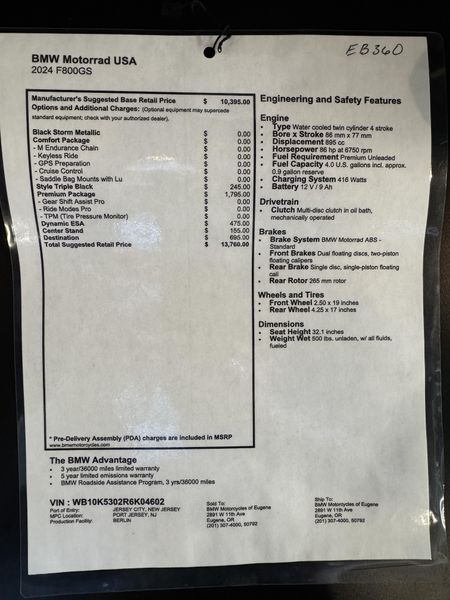 EB360
BMW Motorrad USA
2024 F800GS
Manufacturer's Suggested Base Retail Price $ 10,395.00
Options and Additional Charges: (Optional equipment may supercede
standard equipment; check with your authorized dealer).
Black Storm Metallic $ 0.00
Comfort Package $ 0.00
- M Endurance Chain $ 0.00
- Keyless Ride $ 0.00
- GPS Preparation $ 0.00
- Cruise Control $ 0.00
- Saddle Bag Mounts with Lu $ 0.00
Style Triple Black $ 245.00
Premium Package $ 1,795.00
- Gear Shift Assist Pro $ 0.00
- Ride Modes Pro $ 0.00
- TPM (Tire Pressure Monitor) $ 0.00
Dynamic ESA $ 475.00
Center Stand $ 155.00
Destination $ 695.00
Total Suggested Retail Price $ 13,760.00
* Pre-Delivery Assembly (PDA) charges are included in MSRP
www.bmwmotorcycles.com
Engineering and Safety Features
Engine
• Type Water cooled twin cylinder 4 stroke
• Bore x Stroke 86 mm x 77 mm
• Displacement 895 cc
• Horsepower 86 hp at 6750 rpm
• Fuel Requirement Premium Unleaded
• Fuel Capacity 4.0 U.S. gallons incl. approx.
0.9 gallon reserve
• Charging System 416 Watts
• Battery 12 V / 9 Ah
Drivetrain
• Clutch Multi-disc clutch in oil bath,
mechanically operated
Brakes
• Brake System BMW Motorrad ABS -
Standard
• Front Brakes Dual floating discs, two-piston
floating calipers
• Rear Brake Single disc, single-piston floating
call
• Rear Rotor 265 mm rotor
Wheels and Tires
• Front Wheel 2.50 x 19 inches
• Rear Wheel 4.25 x 17 inches
Dimensions
• Seat Height 32.1 inches
• Weight Wet 500 lbs. unladen, w/ all fluids,
fueled
The BMW Advantage
• 3 year/36000 miles limited warranty
• 5 year limited emissions warranty
• BMW Roadside Assistance Program, 3 yrs/36000 miles
VIN : WB10K5302R6K04602
Port of Entry: JERSEY CITY, NEW JERSEY
MPC Location: PORT JERSEY, NJ
Production Facility: BERLIN
Sold To:
BMW Motorcycles of Eugene
2891 W 11th Ave
Eugene, OR
(201) 307-4000, 50792
Ship To:
BMW Motorcycles of Eugene
2891 W 11th Ave
Eugene, OR
(201) 307-4000, 50792